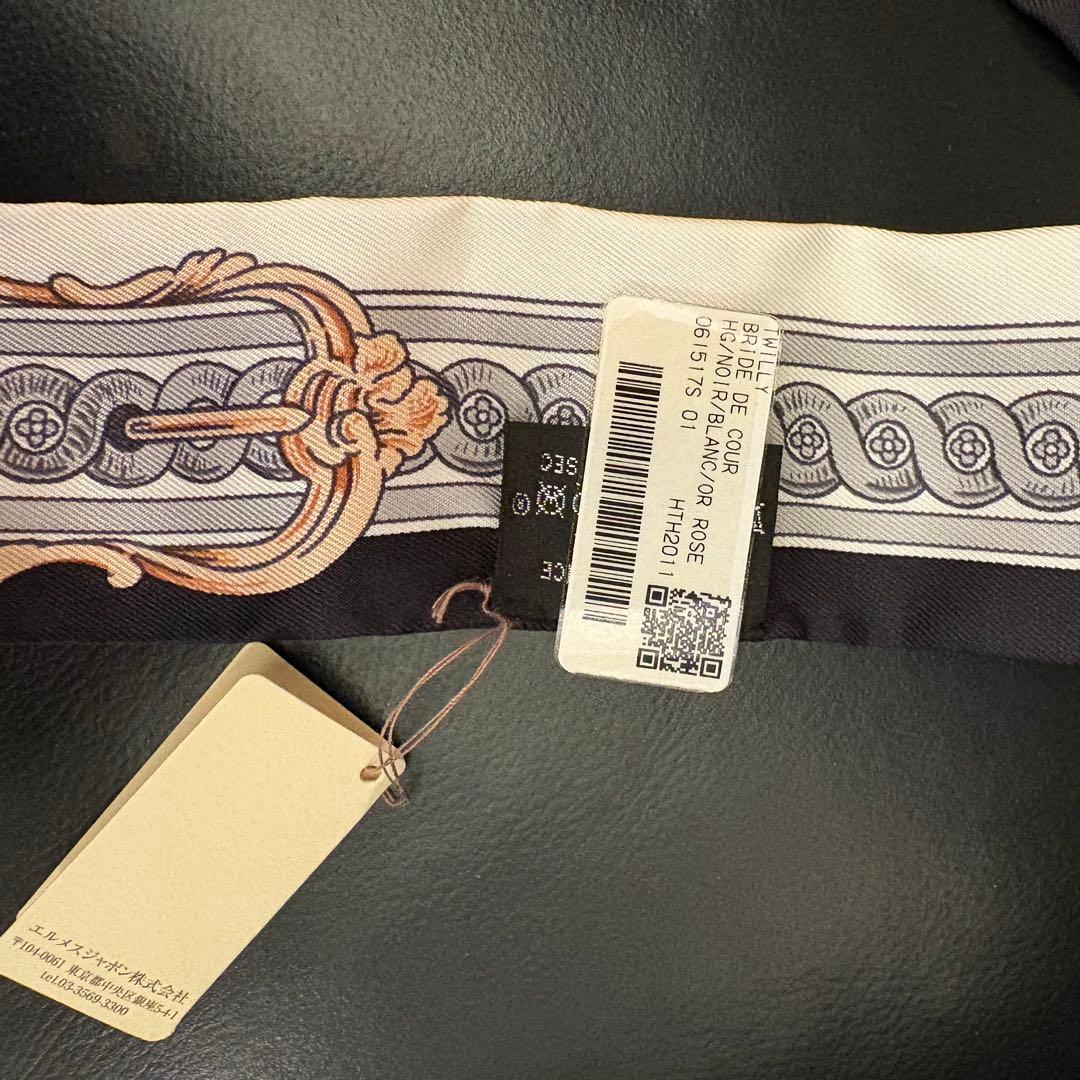 TWILLY
BRIDE DE COUR
HG/NOIR/BLANC/OR ROSE
061517S 01
HTH2011
SEC
エルメスジャポン株式会社
〒104-0061 東京都中央区銀座5-4-1
tel.03-3569-3300